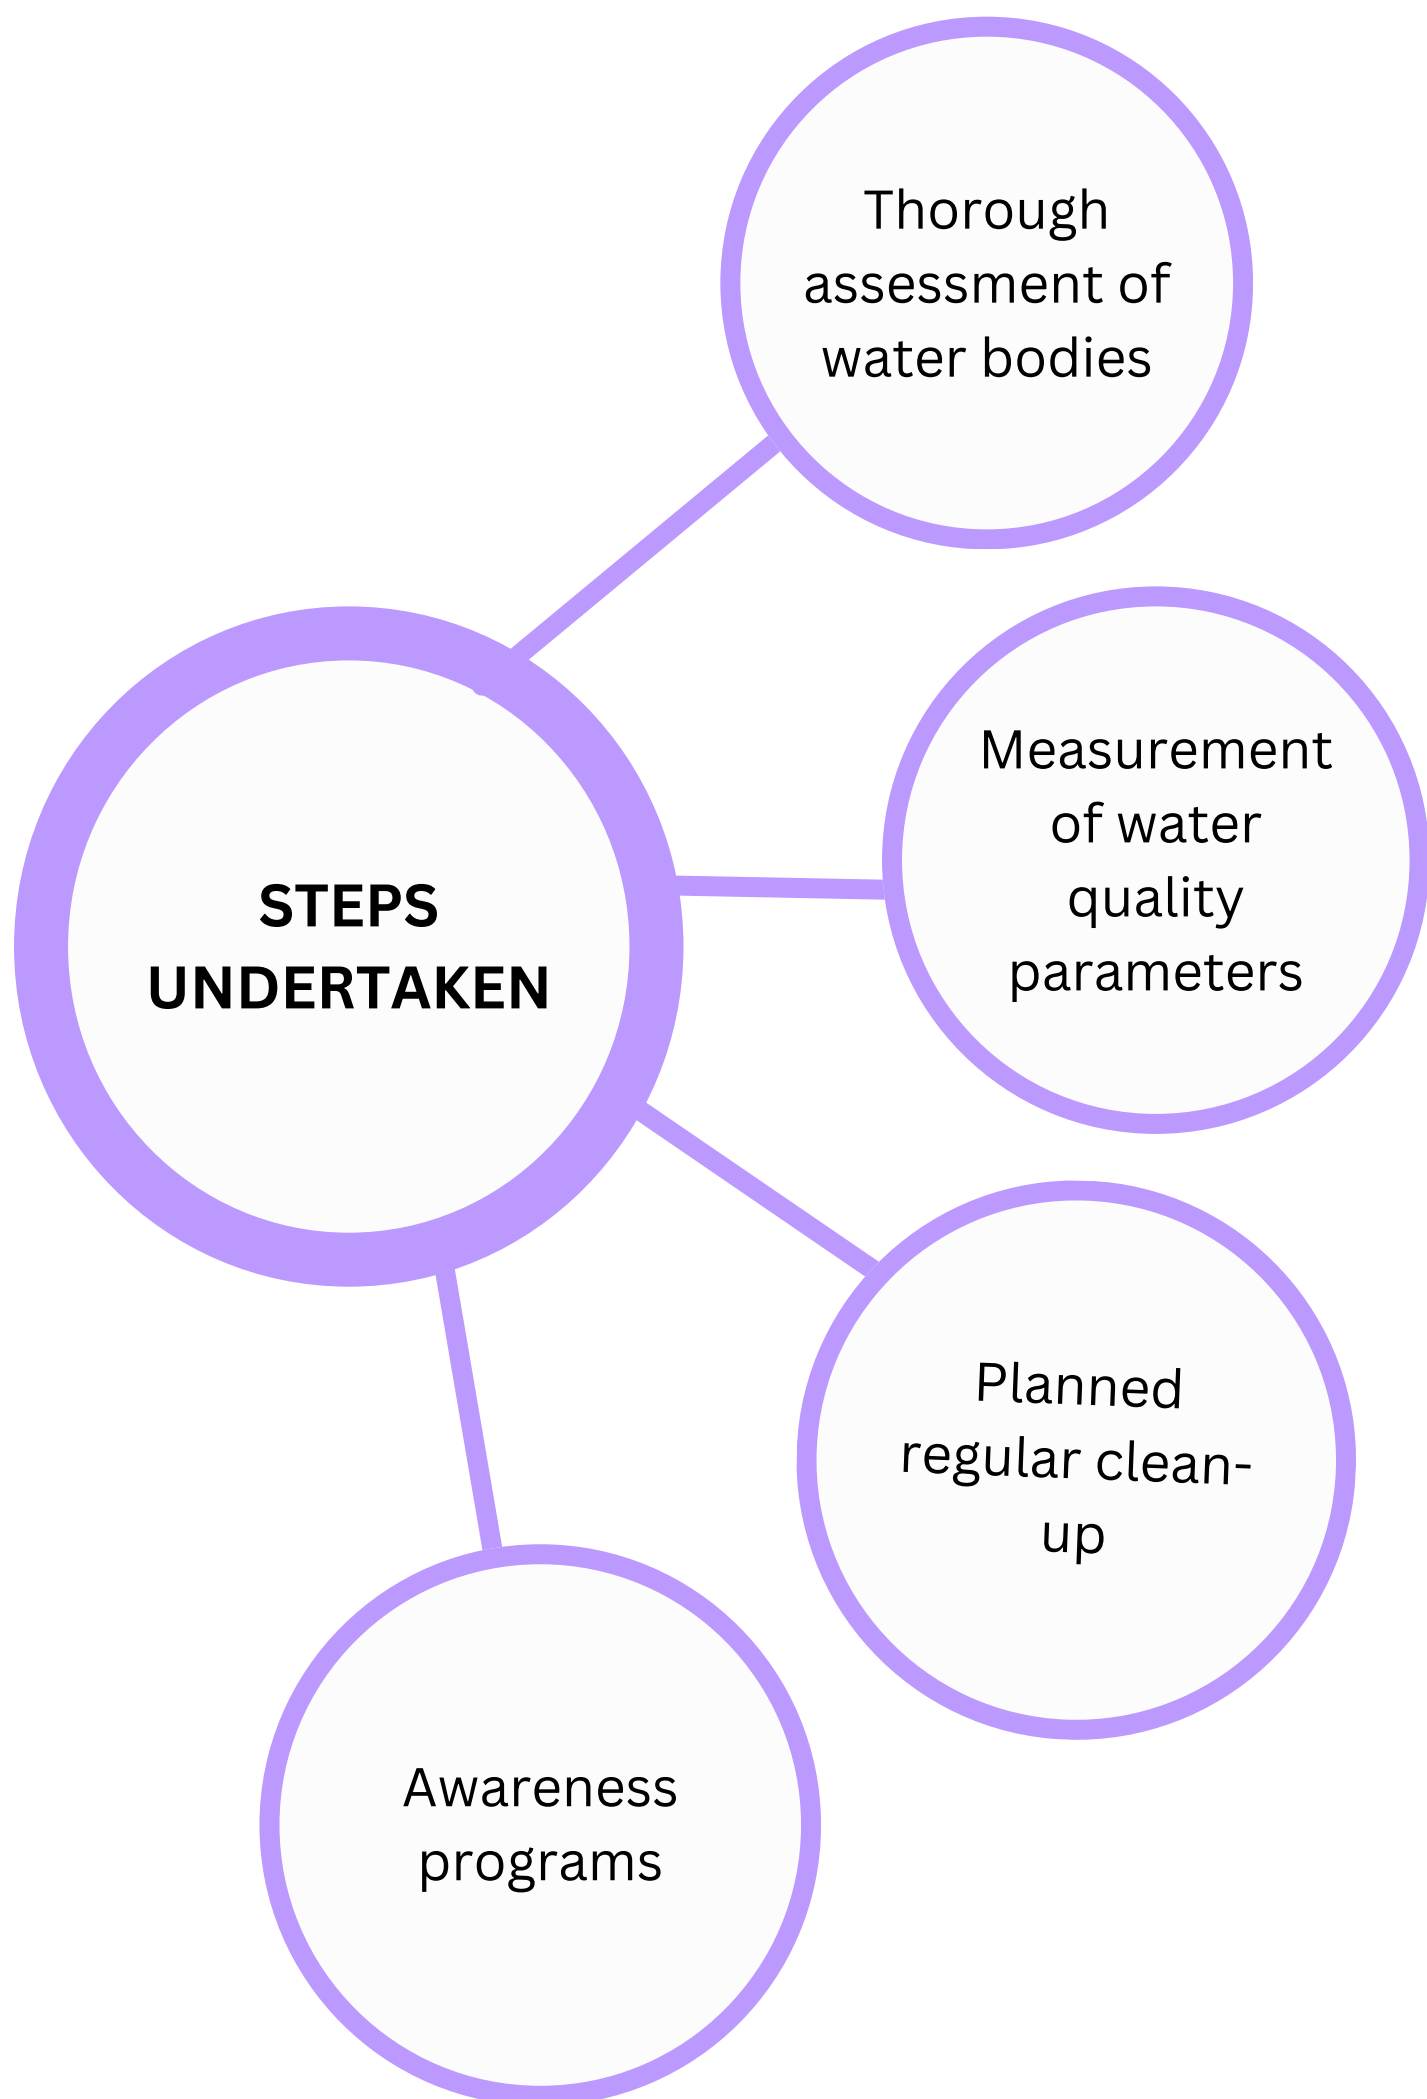 Thorough
assessment of
water bodies
Measurement
of water
quality
parameters
STEPS
UNDERTAKEN
Planned
regular clean-
up
Awareness
programs